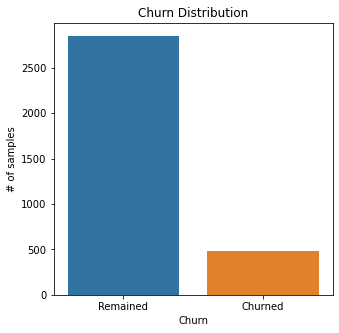 Churn Distribution
# of samples
2500
2000
1500
1000
500
0
Remained
Churned
Churn